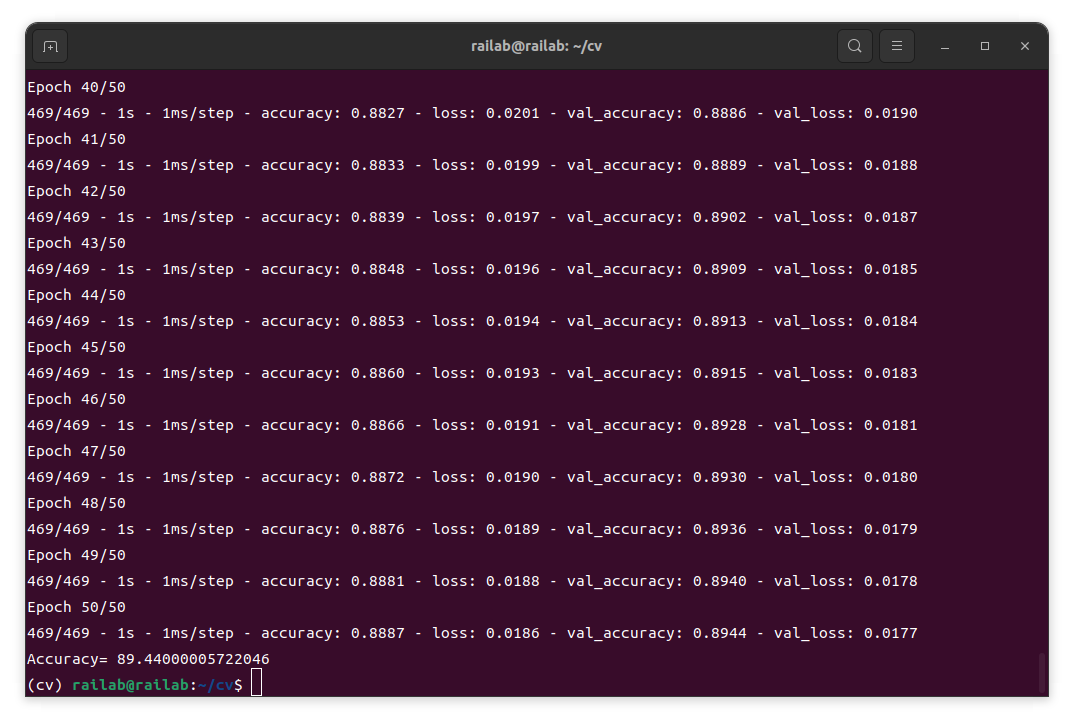 railab@railab: ~/cv
Epoch 40/50
469/469 - 1s - 1ms/step - accuracy: 0.8827 - loss: 0.0201 - val_accuracy: 0.8886 - val_loss: 0.0190
Epoch 41/50
469/469 - 1s - 1ms/step - accuracy: 0.8833 - loss: 0.0199 - val_accuracy: 0.8889 - val_loss: 0.0188
Epoch 42/50
469/469 - 1s - 1ms/step - accuracy: 0.8839 - loss: 0.0197 - val_accuracy: 0.8902 - val_loss: 0.0187
Epoch 43/50
469/469 - 1s - 1ms/step - accuracy: 0.8848 - loss: 0.0196 - val_accuracy: 0.8909 - val_loss: 0.0185
Epoch 44/50
469/469 - 1s - 1ms/step - accuracy: 0.8853 - loss: 0.0194 - val_accuracy: 0.8913 - val_loss: 0.0184
Epoch 45/50
469/469 - 1s - 1ms/step - accuracy: 0.8860 - loss: 0.0193 - val_accuracy: 0.8915 - val_loss: 0.0183
Epoch 46/50
469/469 - 1s - 1ms/step - accuracy: 0.8866 - loss: 0.0191 - val_accuracy: 0.8928 - val_loss: 0.0181
Epoch 47/50
469/469 - 1s - 1ms/step - accuracy: 0.8872 - loss: 0.0190 - val_accuracy: 0.8930 - val_loss: 0.0180
Epoch 48/50
469/469 - 1s - 1ms/step - accuracy: 0.8876 - loss: 0.0189 - val_accuracy: 0.8936 - val_loss: 0.0179
Epoch 49/50
469/469 - 1s - 1ms/step - accuracy: 0.8881 - loss: 0.0188 - val_accuracy: 0.8940 - val_loss: 0.0178
Epoch 50/50
469/469 - 1s - 1ms/step - accuracy: 0.8887 - loss: 0.0186 - val_accuracy: 0.8944 - val_loss: 0.0177
Accuracy= 89.44000005722046
(cv) railab@railab:~/cv$